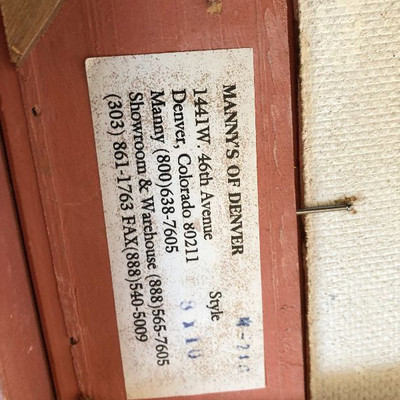 MANNY'S OF DENVER
1441W. 46th Avenue
Denver, Colorado 80211
Manny (800)638-7605
Showroom & Warehouse (888)565-7605
(303) 861-1763 FAX(888)540-5009
Style
8 X 10